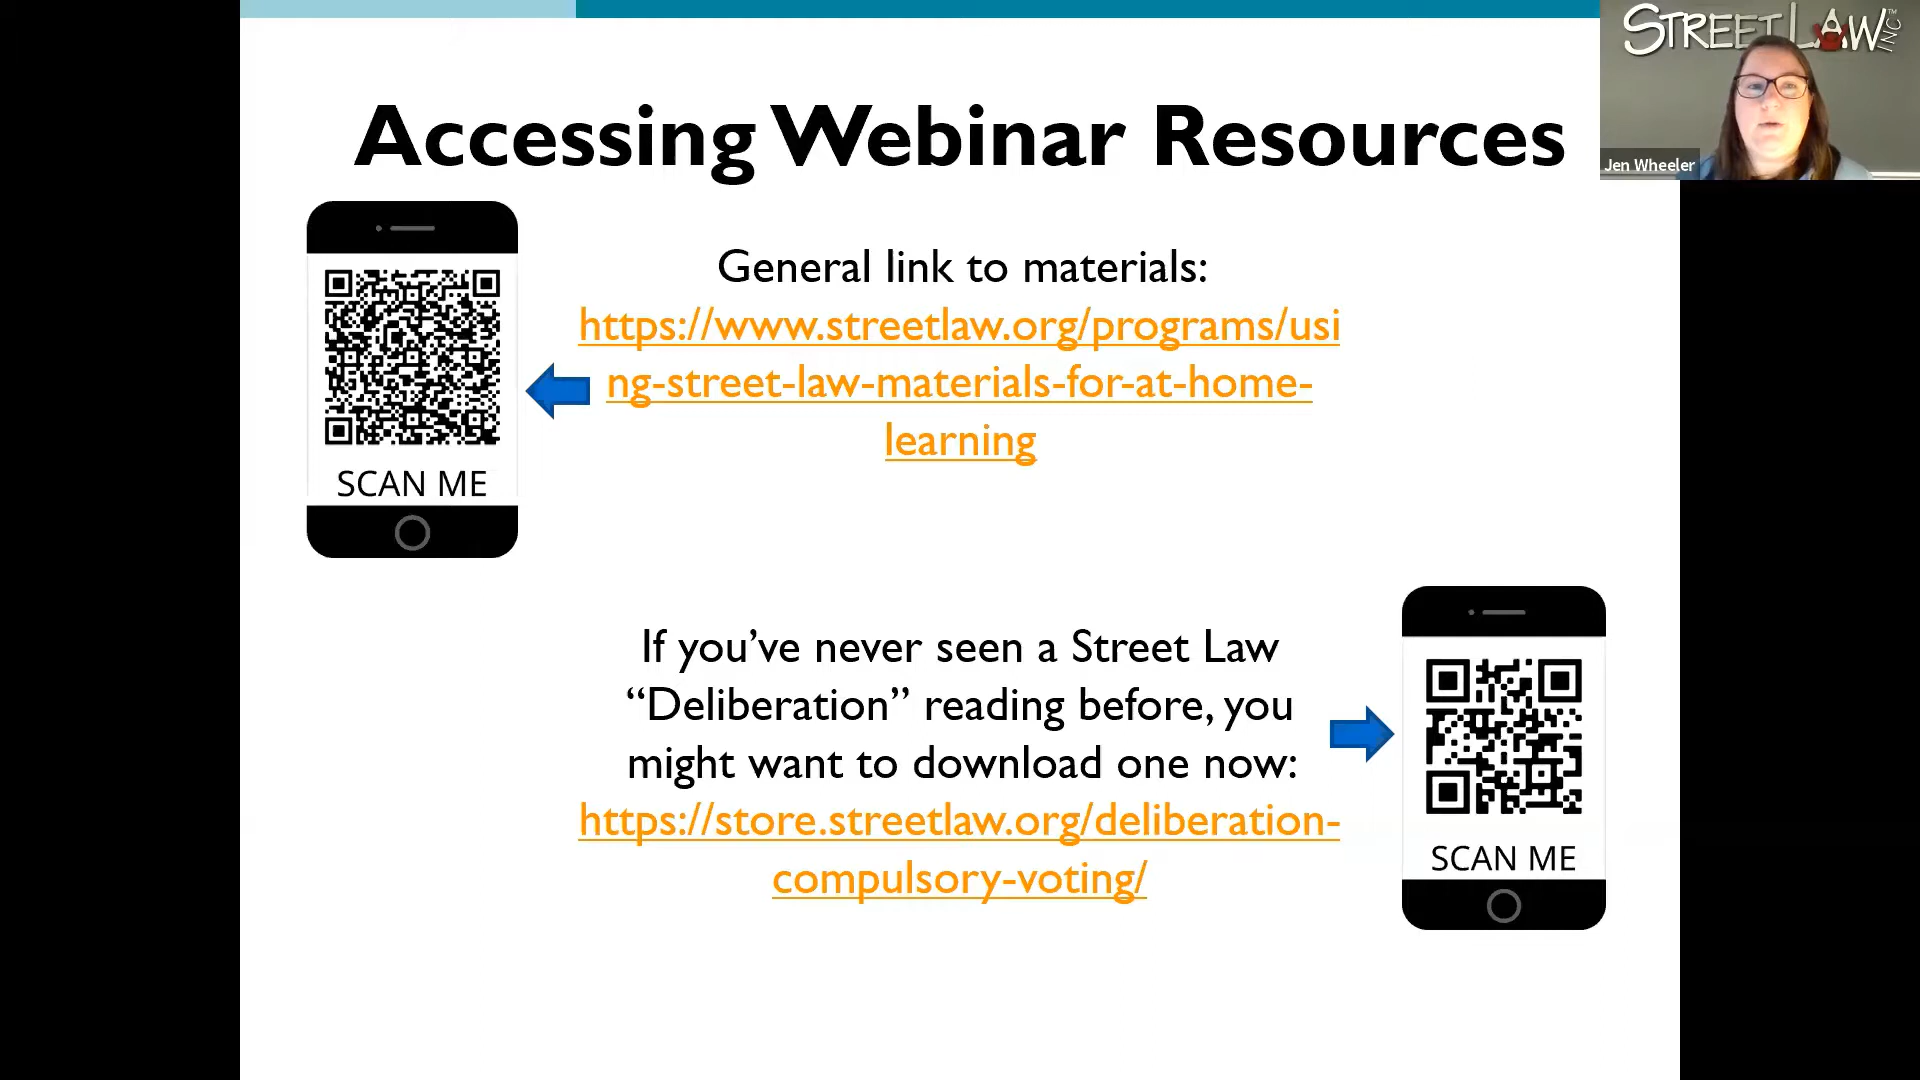 STREET LAW INC™
Jen Wheeler
Accessing Webinar Resources
General link to materials:
https://www.streetlaw.org/programs/usi
ng-street-law-materials-for-at-home-
learning
SCAN ME
If you’ve never seen a Street Law
“Deliberation” reading before, you
might want to download one now:
https://store.streetlaw.org/deliberation-
compulsory-voting/
SCAN ME